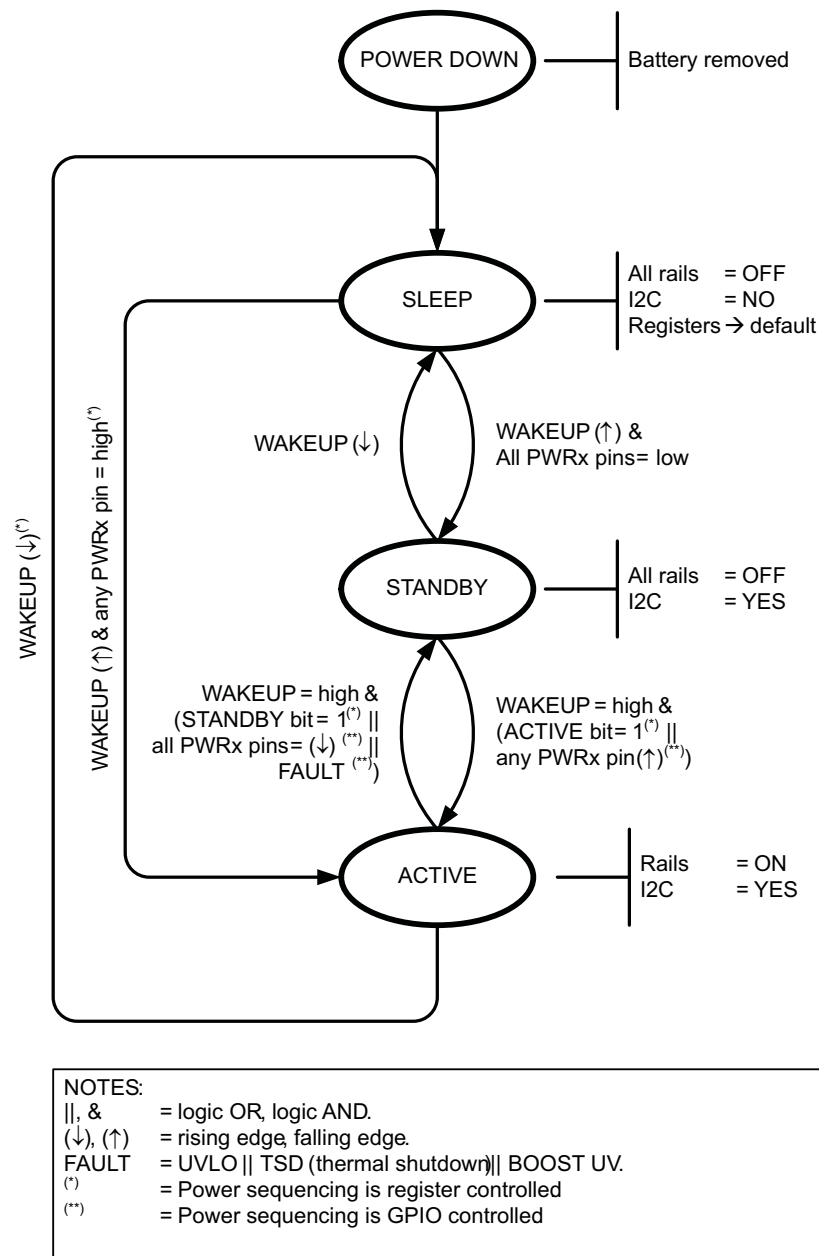 POWER DOWN
Battery removed
SLEEP
All rails = OFF
I2C = NO
Registers → default
WAKEUP (↓)
WAKEUP (↑) &
All PWRx pins= low
WAKEUP (↓)(*)
WAKEUP (↑) & any PWRx pin = high(*)
STANDBY
All rails = OFF
I2C = YES
WAKEUP = high &
(STANDBY bit= 1(*) ||
all PWRx pins= (↓) (**) ||
FAULT (**))
WAKEUP = high &
(ACTIVE bit= 1(*) ||
any PWRx pin(↑)(**))
ACTIVE
Rails = ON
I2C = YES
NOTES:
||, & = logic OR, logic AND.
(↓), (↑) = rising edge, falling edge.
FAULT = UVLO || TSD (thermal shutdown)|| BOOST UV.
(*) = Power sequencing is register controlled
(**) = Power sequencing is GPIO controlled